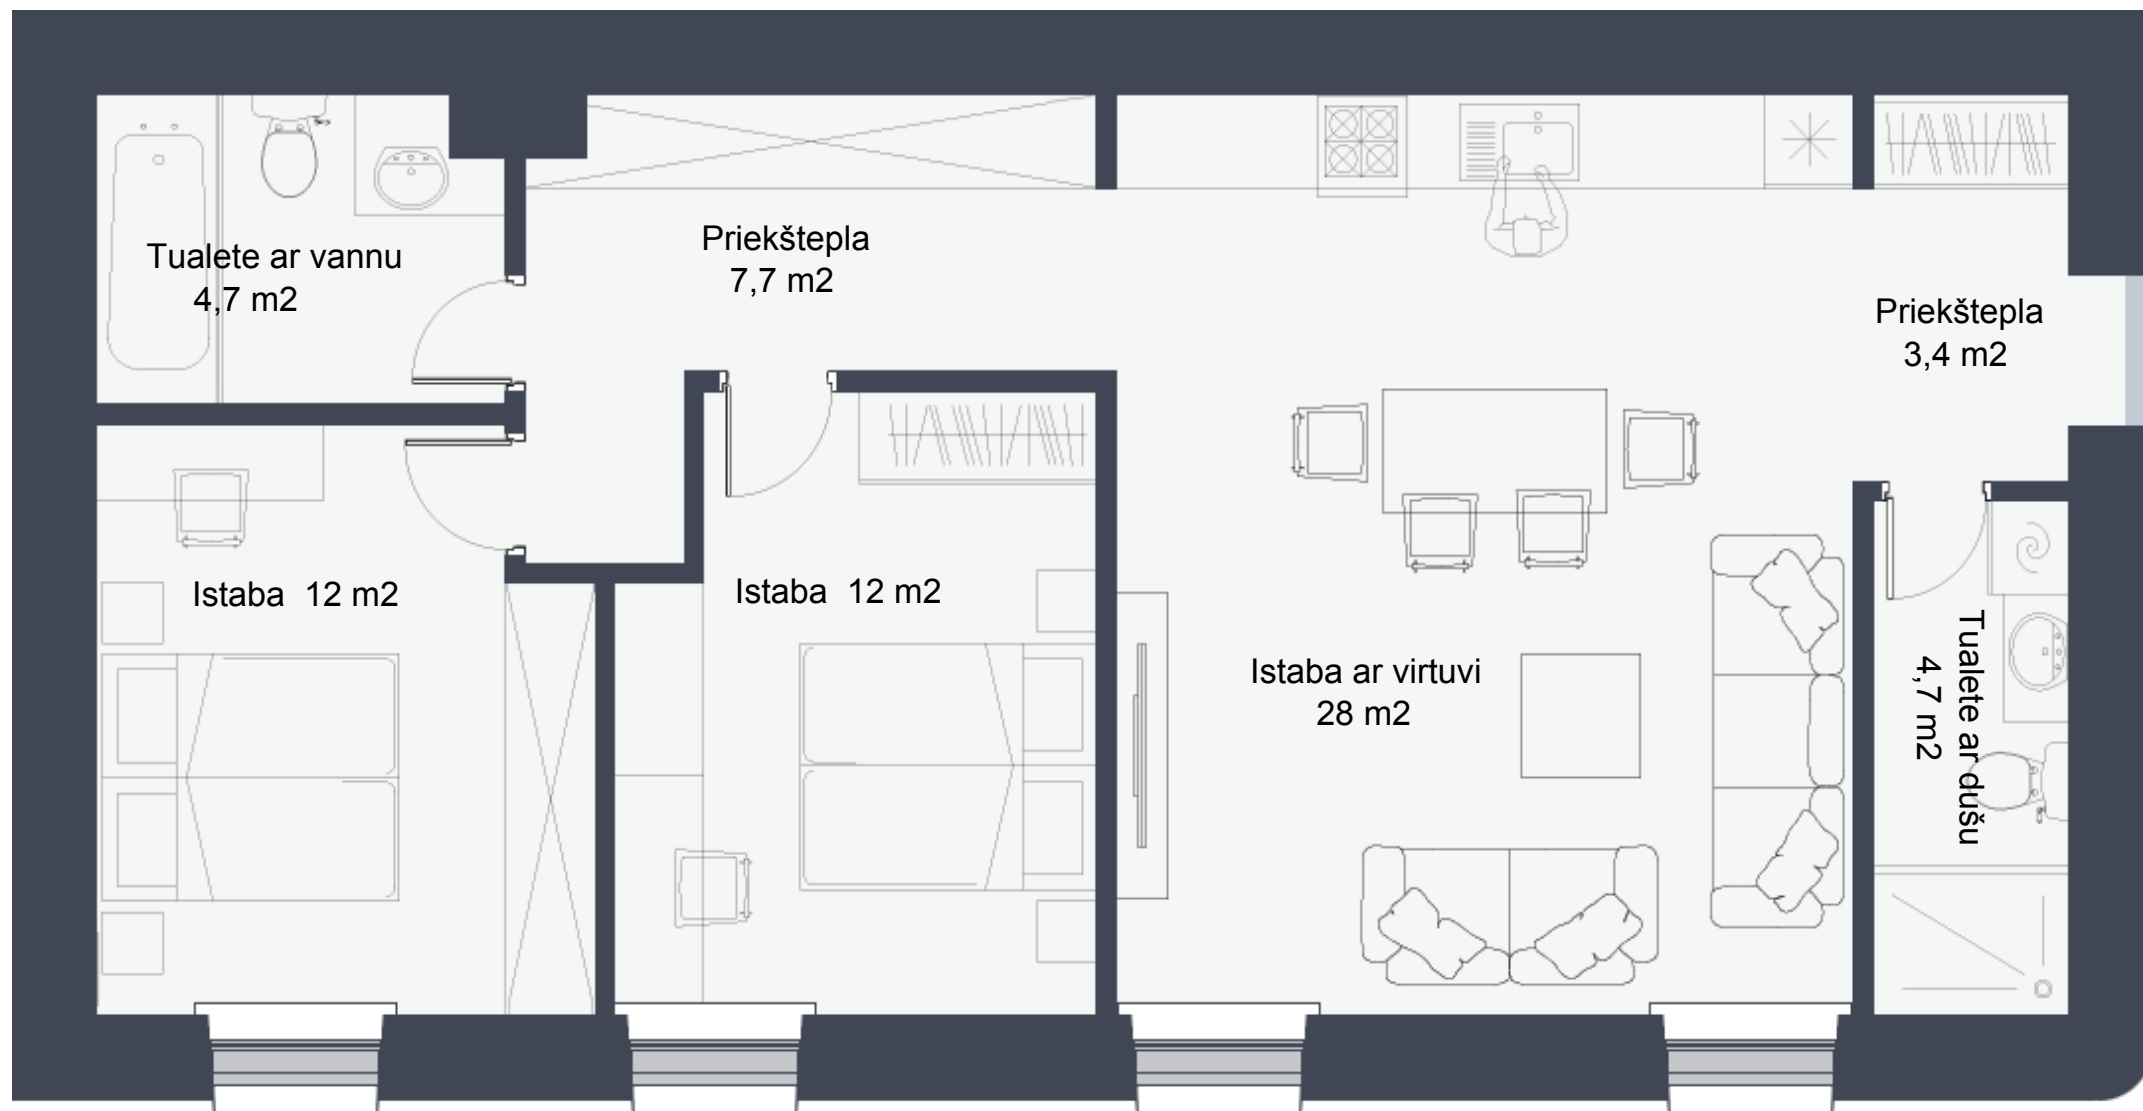 Tualete ar vannu
4,7 m2
Priekštepla
7,7 m2
Priekštepla
3,4 m2
Istaba  12 m2
Istaba  12 m2
Istaba ar virtuvi
28 m2
Tualete ar dušu
4,7 m2